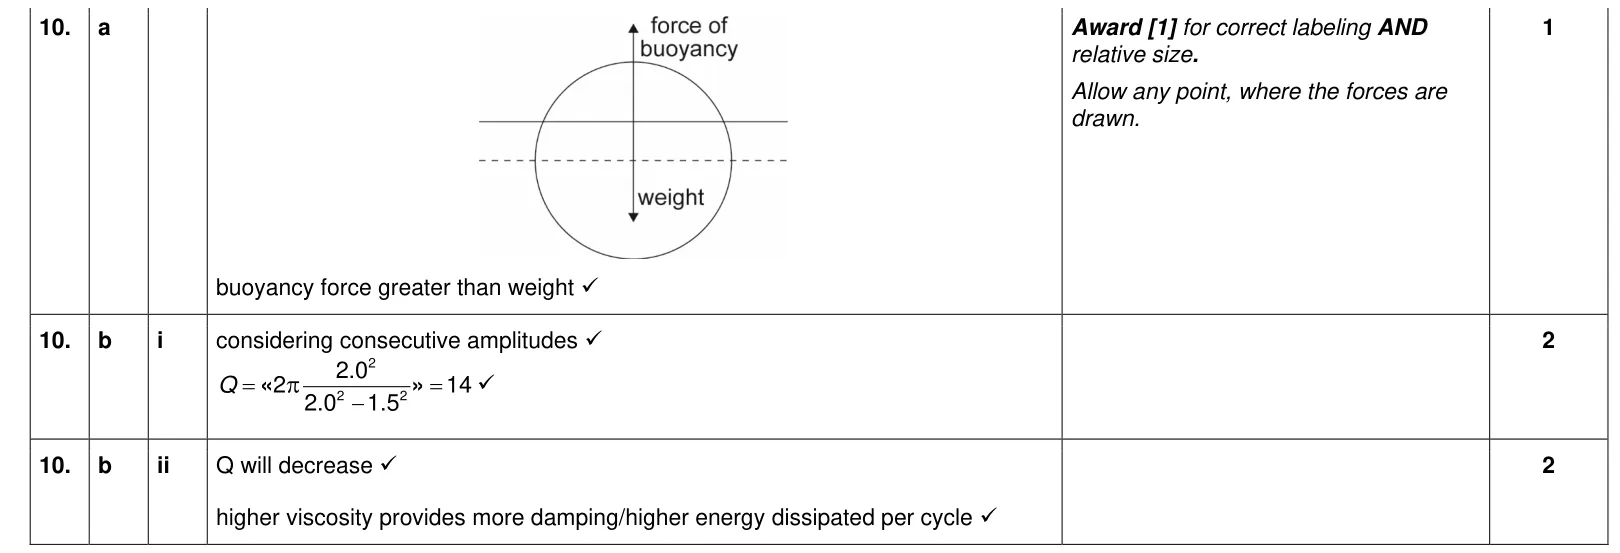 10. a
force of
buoyancy
weight
buoyancy force greater than weight ✓
Award [1] for correct labeling AND
relative size.
Allow any point, where the forces are
drawn.
1
10. b i
considering consecutive amplitudes ✓
Q = «2π 2.0² / 2.0² − 1.5² » = 14 ✓
2
10. b ii
Q will decrease ✓
higher viscosity provides more damping/higher energy dissipated per cycle ✓
2